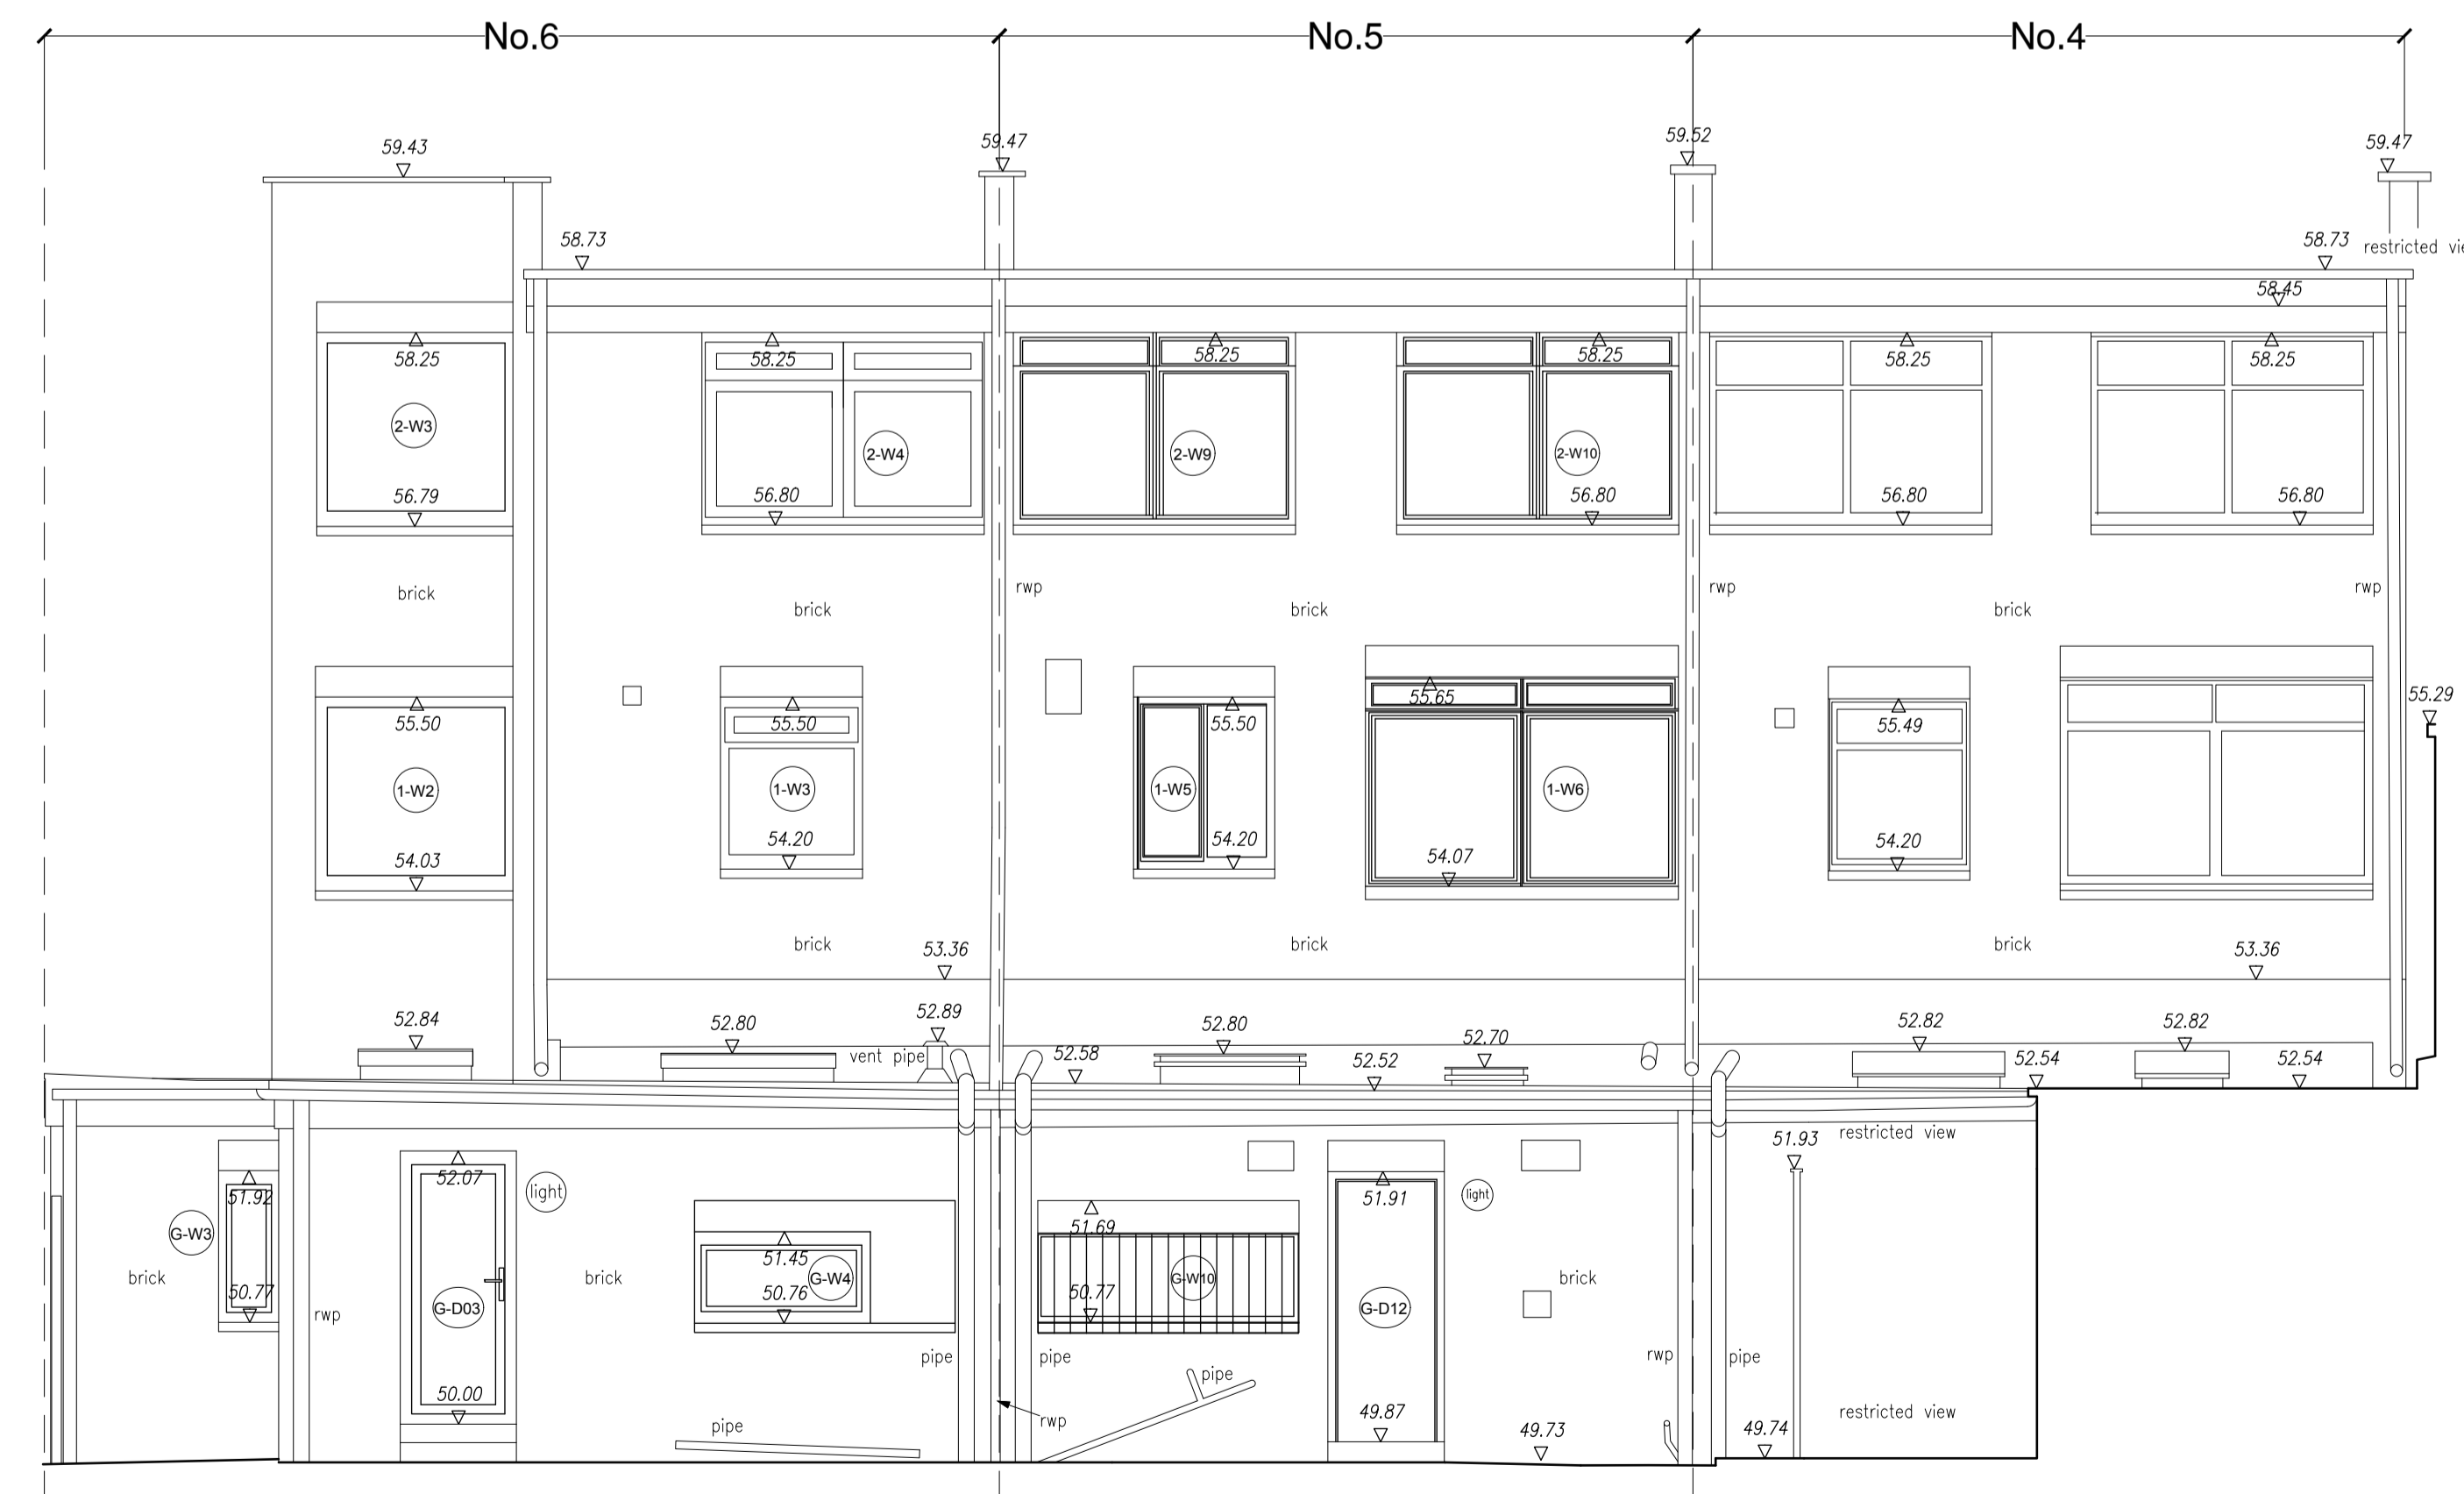 No.6 No.5 No.4
59.43 59.47 59.52 59.47
58.73 58.73 restricted vie
58.45
58.25 58.25 58.25 58.25 58.25 58.25
2-W3 2-W4 2-W9 2-W10
56.79 56.80 56.80 56.80 56.80
rwp rwp rwp
brick brick brick brick
55.50 55.50 55.50 55.65 55.49 55.29
1-W2 1-W3 1-W5 1-W6
54.03 54.20 54.20 54.07 54.20
brick brick brick
53.36 53.36
52.84 52.80 52.89 52.80 52.70 52.82 52.82
vent pipe 52.58 52.52 52.54 52.54
51.93 restricted view
51.92 52.07 light 51.91 light
51.69
G-W3 51.45
brick brick G-W4 G-W10 brick
50.77 50.76 50.77
G-D03 G-D12
rwp
pipe pipe rwp pipe
pipe
50.00 49.87 restricted view
pipe rwp 49.73 49.74